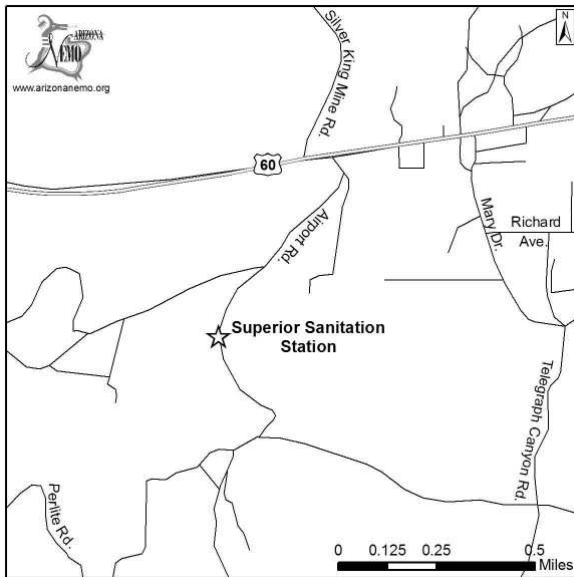 ARIZONA
NEMO
www.arizonanemo.org
N
Silver King Mine Rd.
60
Airport Rd.
Mary Dr.
Richard
Ave.
Superior Sanitation
Station
Telegraph Canyon Rd.
Perlite Rd.
0 0.125 0.25 0.5
Miles